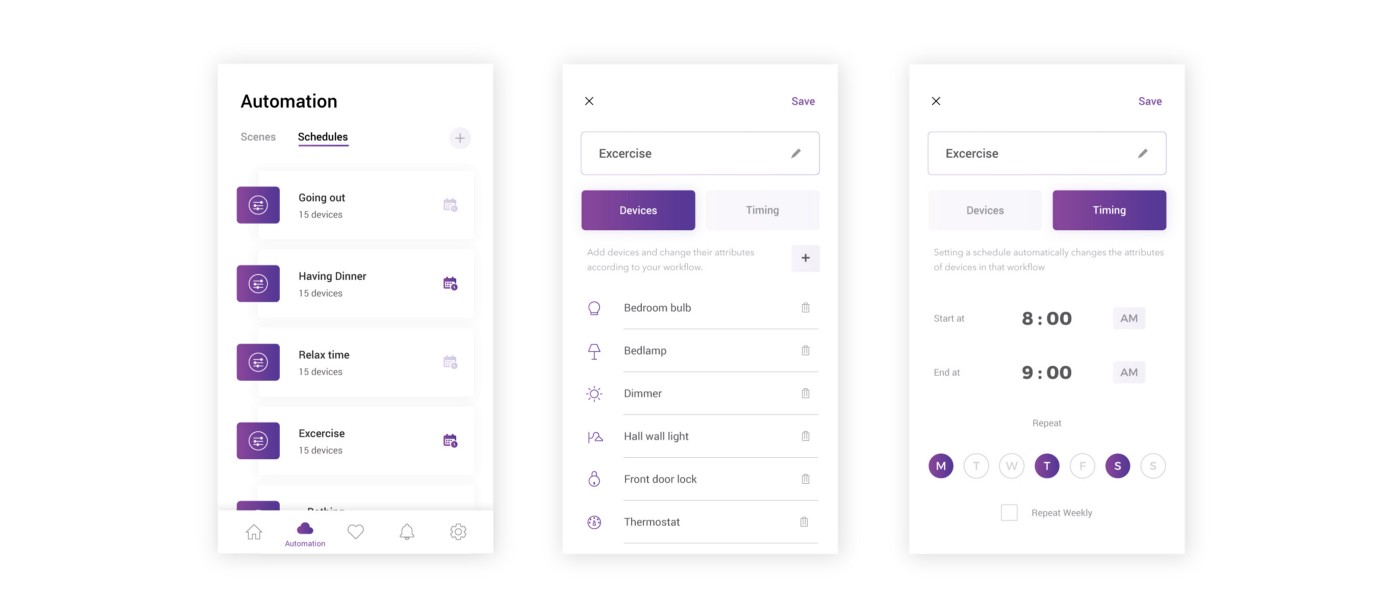 Automation
Scenes
Schedules
+
Going out
15 devices
Having Dinner
15 devices
Relax time
15 devices
Excercise
15 devices
Automation
Save
Excercise
Devices
Timing
Add devices and change their attributes
according to your workflow.
+
Bedroom bulb
Bedlamp
Dimmer
Hall wall light
Front door lock
Thermostat
Save
Excercise
Devices
Timing
Setting a schedule automatically changes the attributes
of devices in that workflow
Start at
8 : 00
AM
End at
9 : 00
AM
Repeat
M T W T F S S
Repeat Weekly